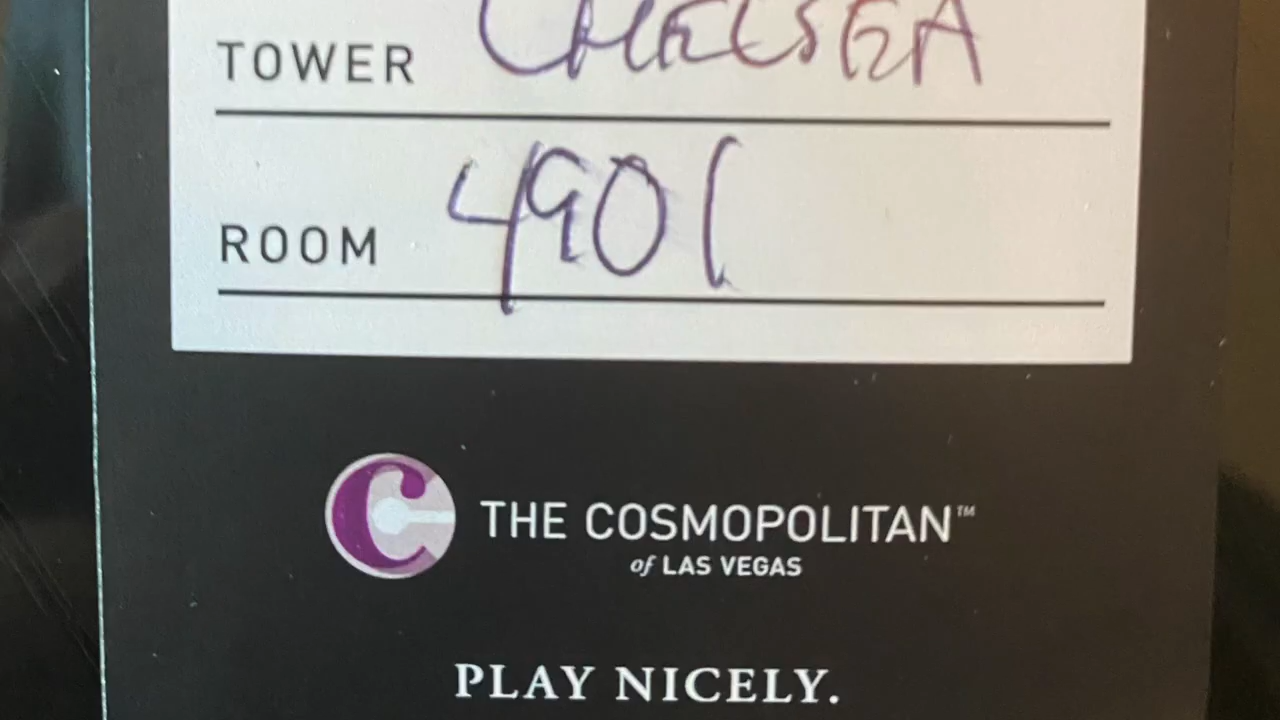 TOWER CHELSEA
ROOM 4901
C THE COSMOPOLITAN™
of LAS VEGAS
PLAY NICELY.